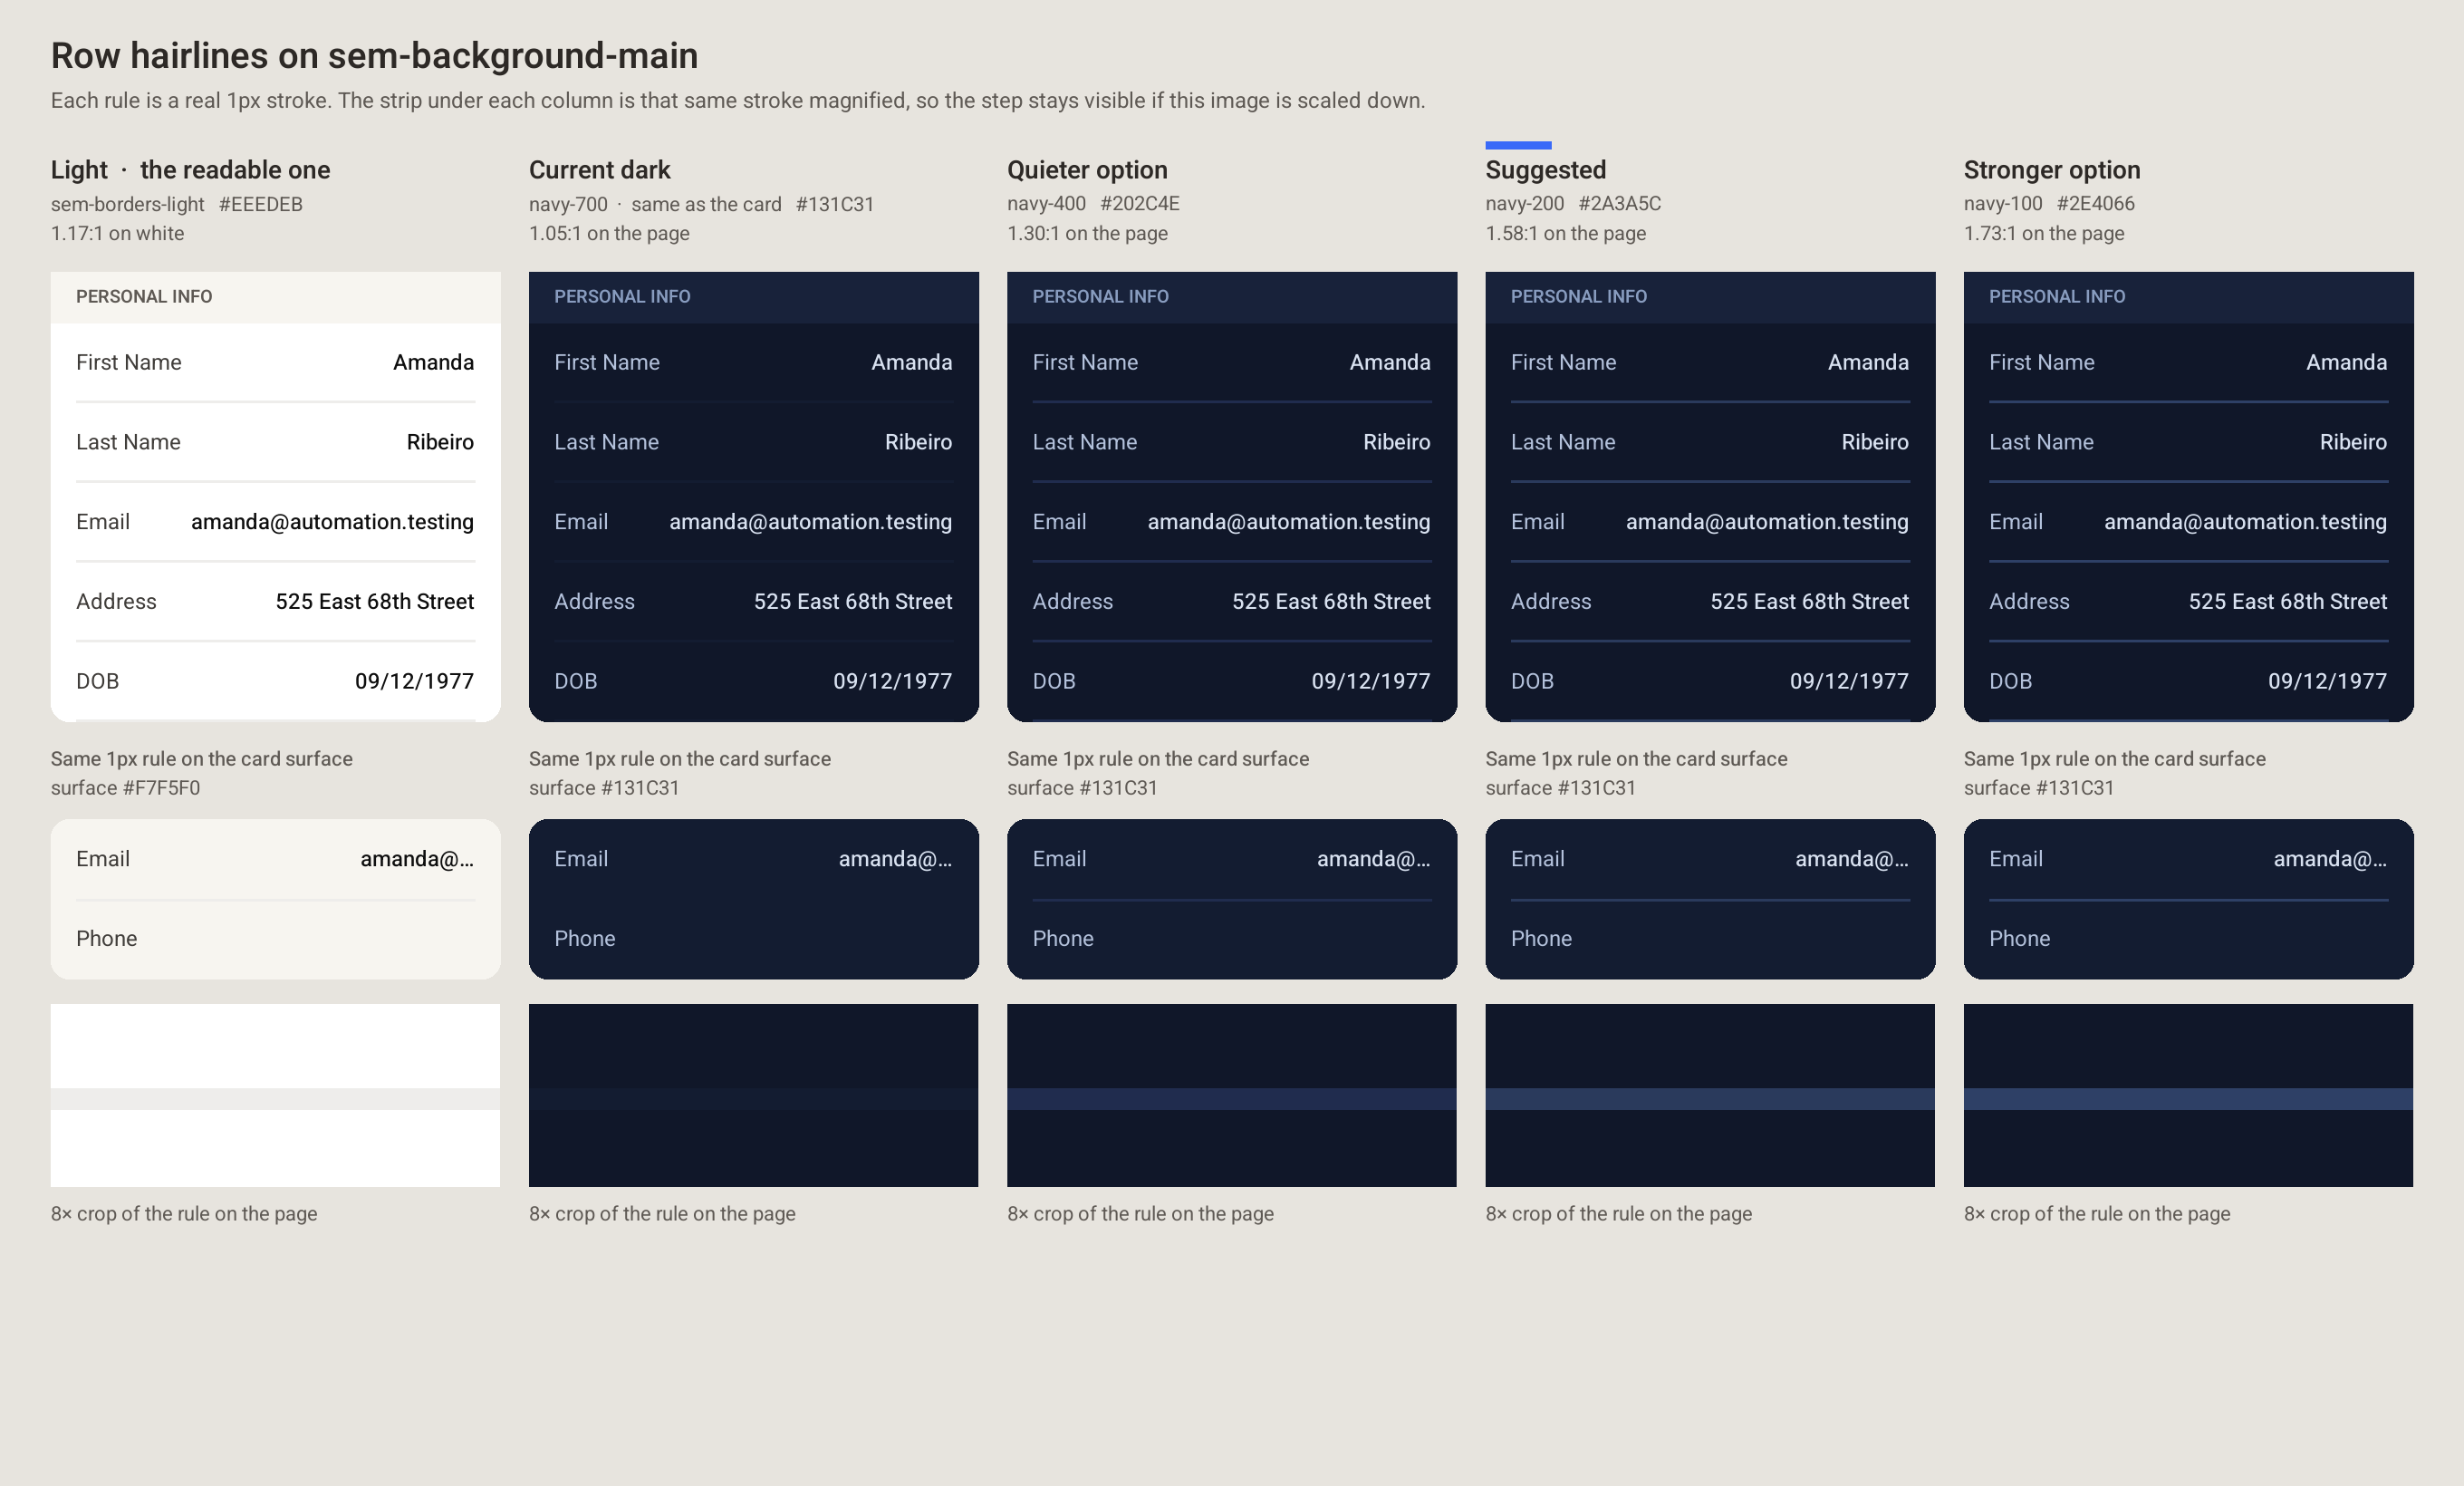 Row hairlines on sem-background-main
Each rule is a real 1px stroke. The strip under each column is that same stroke magnified, so the step stays visible if this image is scaled down.
Light · the readable one
sem-borders-light #EEEDEB
1.17:1 on white
PERSONAL INFO
First Name Amanda
Last Name Ribeiro
Email amanda@automation.testing
Address 525 East 68th Street
DOB 09/12/1977
Same 1px rule on the card surface
surface #F7F5F0
Email amanda@...
Phone
8× crop of the rule on the page
Current dark
navy-700 · same as the card #131C31
1.05:1 on the page
PERSONAL INFO
First Name Amanda
Last Name Ribeiro
Email amanda@automation.testing
Address 525 East 68th Street
DOB 09/12/1977
Same 1px rule on the card surface
surface #131C31
Email amanda@...
Phone
8× crop of the rule on the page
Quieter option
navy-400 #202C4E
1.30:1 on the page
PERSONAL INFO
First Name Amanda
Last Name Ribeiro
Email amanda@automation.testing
Address 525 East 68th Street
DOB 09/12/1977
Same 1px rule on the card surface
surface #131C31
Email amanda@...
Phone
8× crop of the rule on the page
Suggested
navy-200 #2A3A5C
1.58:1 on the page
PERSONAL INFO
First Name Amanda
Last Name Ribeiro
Email amanda@automation.testing
Address 525 East 68th Street
DOB 09/12/1977
Same 1px rule on the card surface
surface #131C31
Email amanda@...
Phone
8× crop of the rule on the page
Stronger option
navy-100 #2E4066
1.73:1 on the page
PERSONAL INFO
First Name Amanda
Last Name Ribeiro
Email amanda@automation.testing
Address 525 East 68th Street
DOB 09/12/1977
Same 1px rule on the card surface
surface #131C31
Email amanda@...
Phone
8× crop of the rule on the page